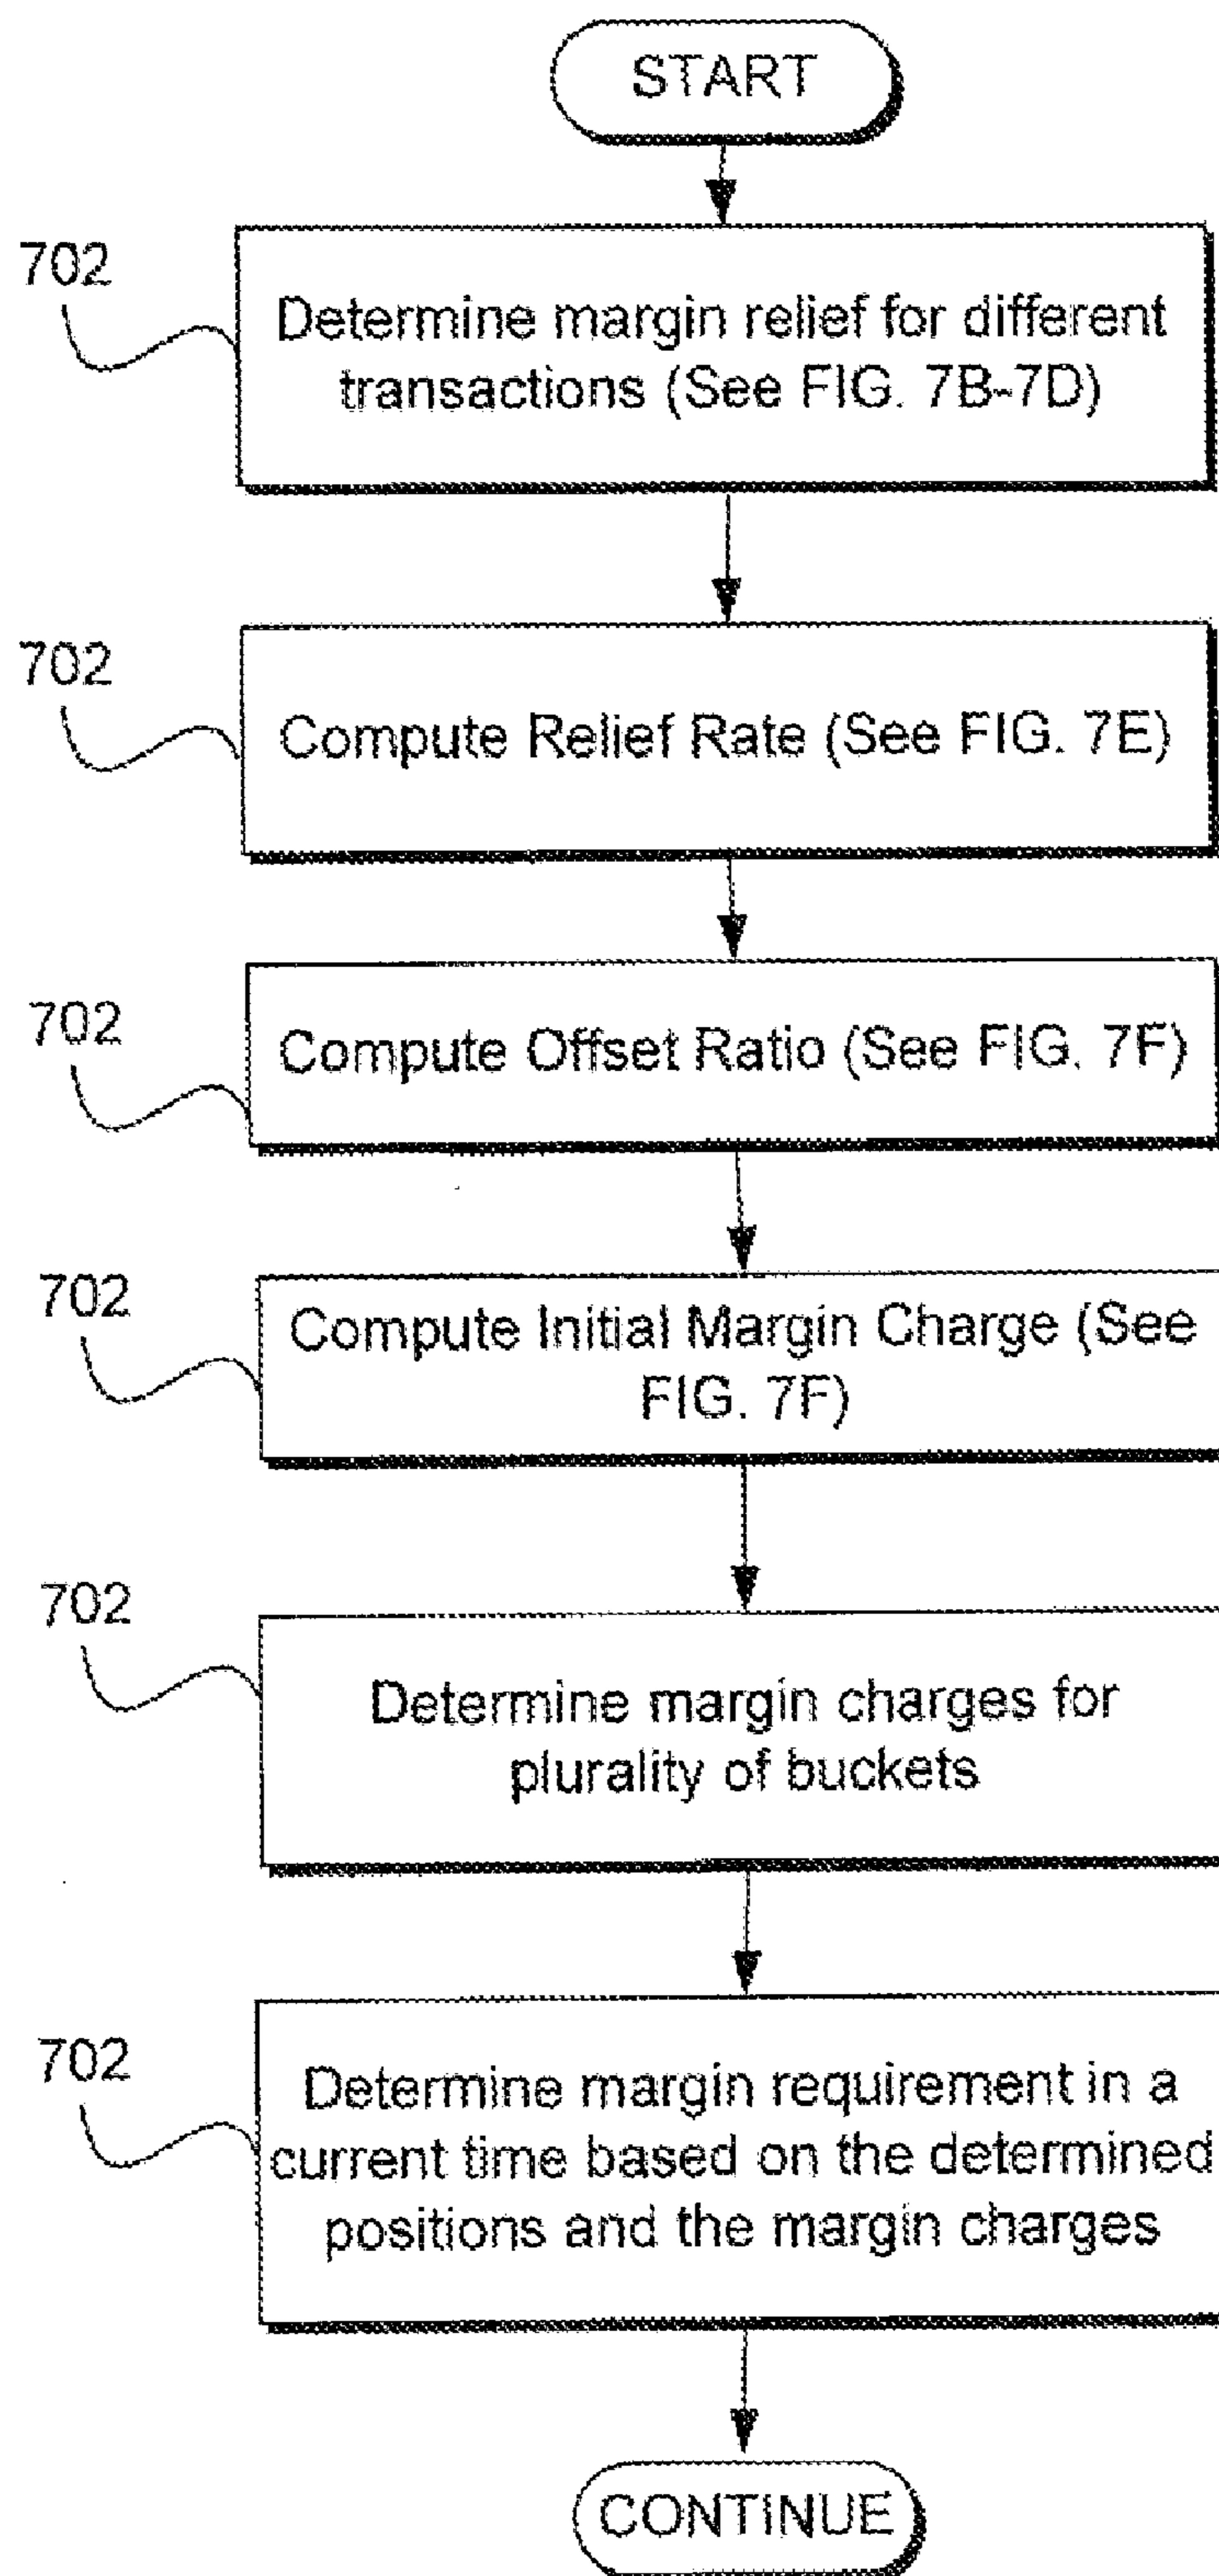 START
702
Determine margin relief for different
transactions (See FIG. 7B-7D)
702
Compute Relief Rate (See FIG. 7E)
702
Compute Offset Ratio (See FIG. 7F)
702
Compute Initial Margin Charge (See
FIG. 7F)
702
Determine margin charges for
plurality of buckets
702
Determine margin requirement in a
current time based on the determined
positions and the margin charges
CONTINUE